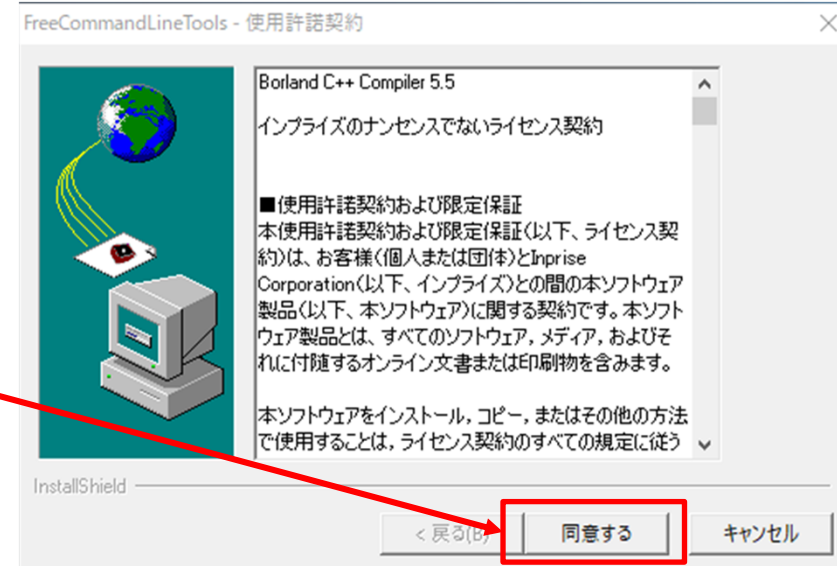 FreeCommandLineTools - 使用許諾契約
Borland C++ Compiler 5.5
インプライズのナンセンスでないライセンス契約
■使用許諾契約および限定保証
本使用許諾契約および限定保証(以下、ライセンス契
約)は、お客様(個人または団体)とInprise
Corporation(以下、インプライズ)との間の本ソフトウェア
製品(以下、本ソフトウェア)に関する契約です。本ソフト
ウェア製品とは、すべてのソフトウェア, メディア, およびそ
れに付随するオンライン文書または印刷物を含みます。
本ソフトウェアをインストール, コピー, またはその他の方法
で使用することは, ライセンス契約のすべての規定に従う
InstallShield
< 戻る(B)
同意する
キャンセル